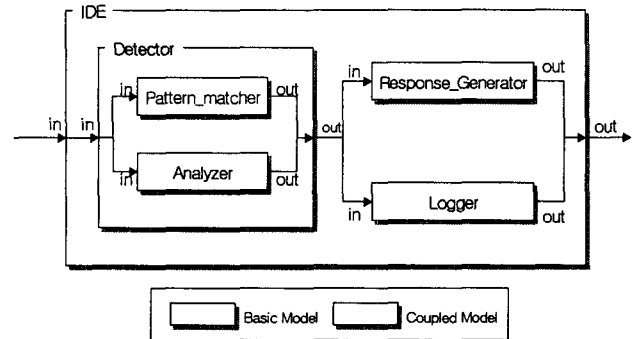 IDE
Detector
in
Pattern_matcher
out
in
Response_Generator
out
in
in
out
out
in
Analyzer
out
in
Logger
out
Basic Model
Coupled Model